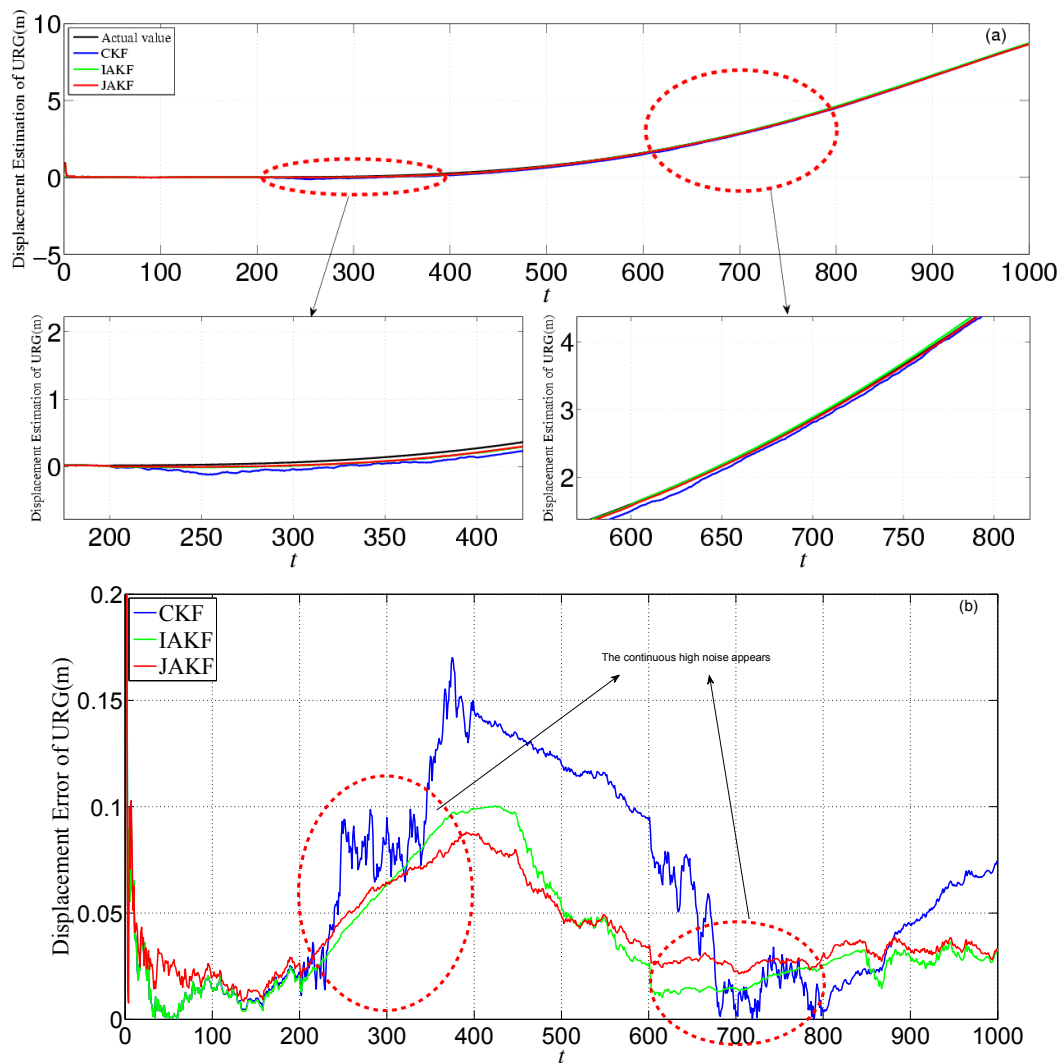 (a)
Actual value
CKF
IAKF
JAKF
Displacement Estimation of URG(m)
10
5
0
−5
0 100 200 300 400 500 600 700 800 900 1000
t
Displacement Estimation of URG(m)
2
1
0
200 250 300 350 400
t
Displacement Estimation of URG(m)
4
3
2
600 650 700 750 800
t
(b)
CKF
IAKF
JAKF
The continuous high noise appears
Displacement Error of URG(m)
0.2
0.15
0.1
0.05
0
0 100 200 300 400 500 600 700 800 900 1000
t